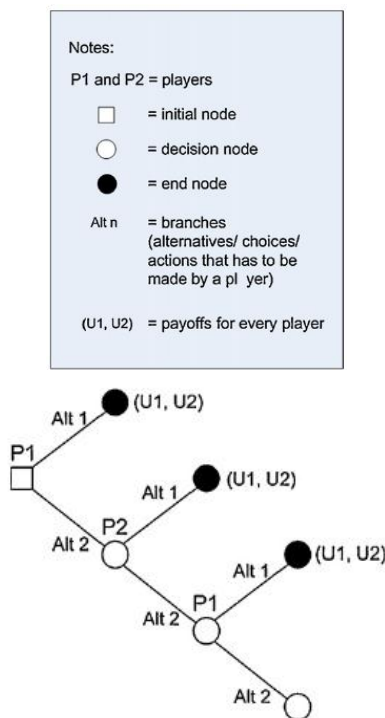 Notes:
P1 and P2 = players
= initial node
= decision node
= end node
Alt n = branches
(alternatives/ choices/
actions that has to be
made by a pl yer)
(U1, U2) = payoffs for every player
(U1, U2)
Alt 1
P1
(U1, U2)
Alt 1
P2
Alt 2
(U1, U2)
Alt 1
P1
Alt 2
Alt 2